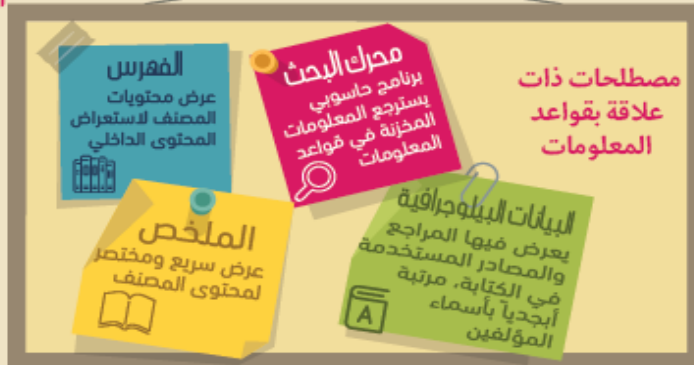 مصطلحات ذات
علاقة بقواعد
المعلومات
محرك البحث
برنامج حاسوبي
يسترجع المعلومات
المخزنة في قواعد
المعلومات
الفهرس
عرض محتويات
المصنف لاستعراض
المحتوى الداخلي
البيانات البيلوجرافية
يعرض فيها المراجع
والمصادر المستخدمة
في الكتابة، مرتبة
أبجدياً بأسماء
المؤلفين
A
الملخص
عرض سريع ومختصر
لمحتوى المصنف